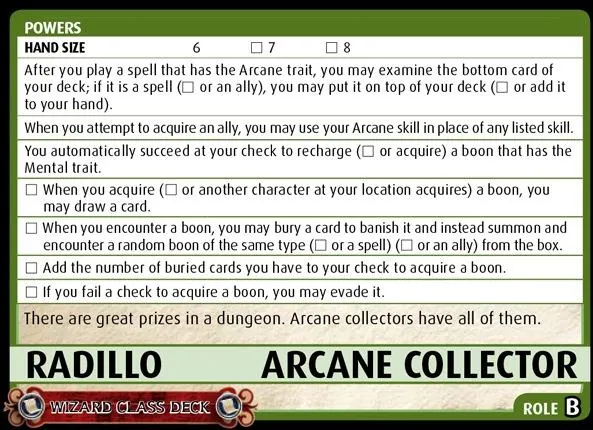 POWERS
HAND SIZE 6 ☐ 7 ☐ 8
After you play a spell that has the Arcane trait, you may examine the bottom card of
your deck; if it is a spell (☐ or an ally), you may put it on top of your deck (☐ or add it
to your hand).
When you attempt to acquire an ally, you may use your Arcane skill in place of any listed skill.
You automatically succeed at your check to recharge (☐ or acquire) a boon that has the
Mental trait.
☐ When you acquire (☐ or another character at your location acquires) a boon, you
may draw a card.
☐ When you encounter a boon, you may bury a card to banish it and instead summon and
encounter a random boon of the same type (☐ or a spell) (☐ or an ally) from the box.
☐ Add the number of buried cards you have to your check to acquire a boon.
☐ If you fail a check to acquire a boon, you may evade it.
There are great prizes in a dungeon. Arcane collectors have all of them.
RADILLO ARCANE COLLECTOR
WIZARD CLASS DECK
ROLE B